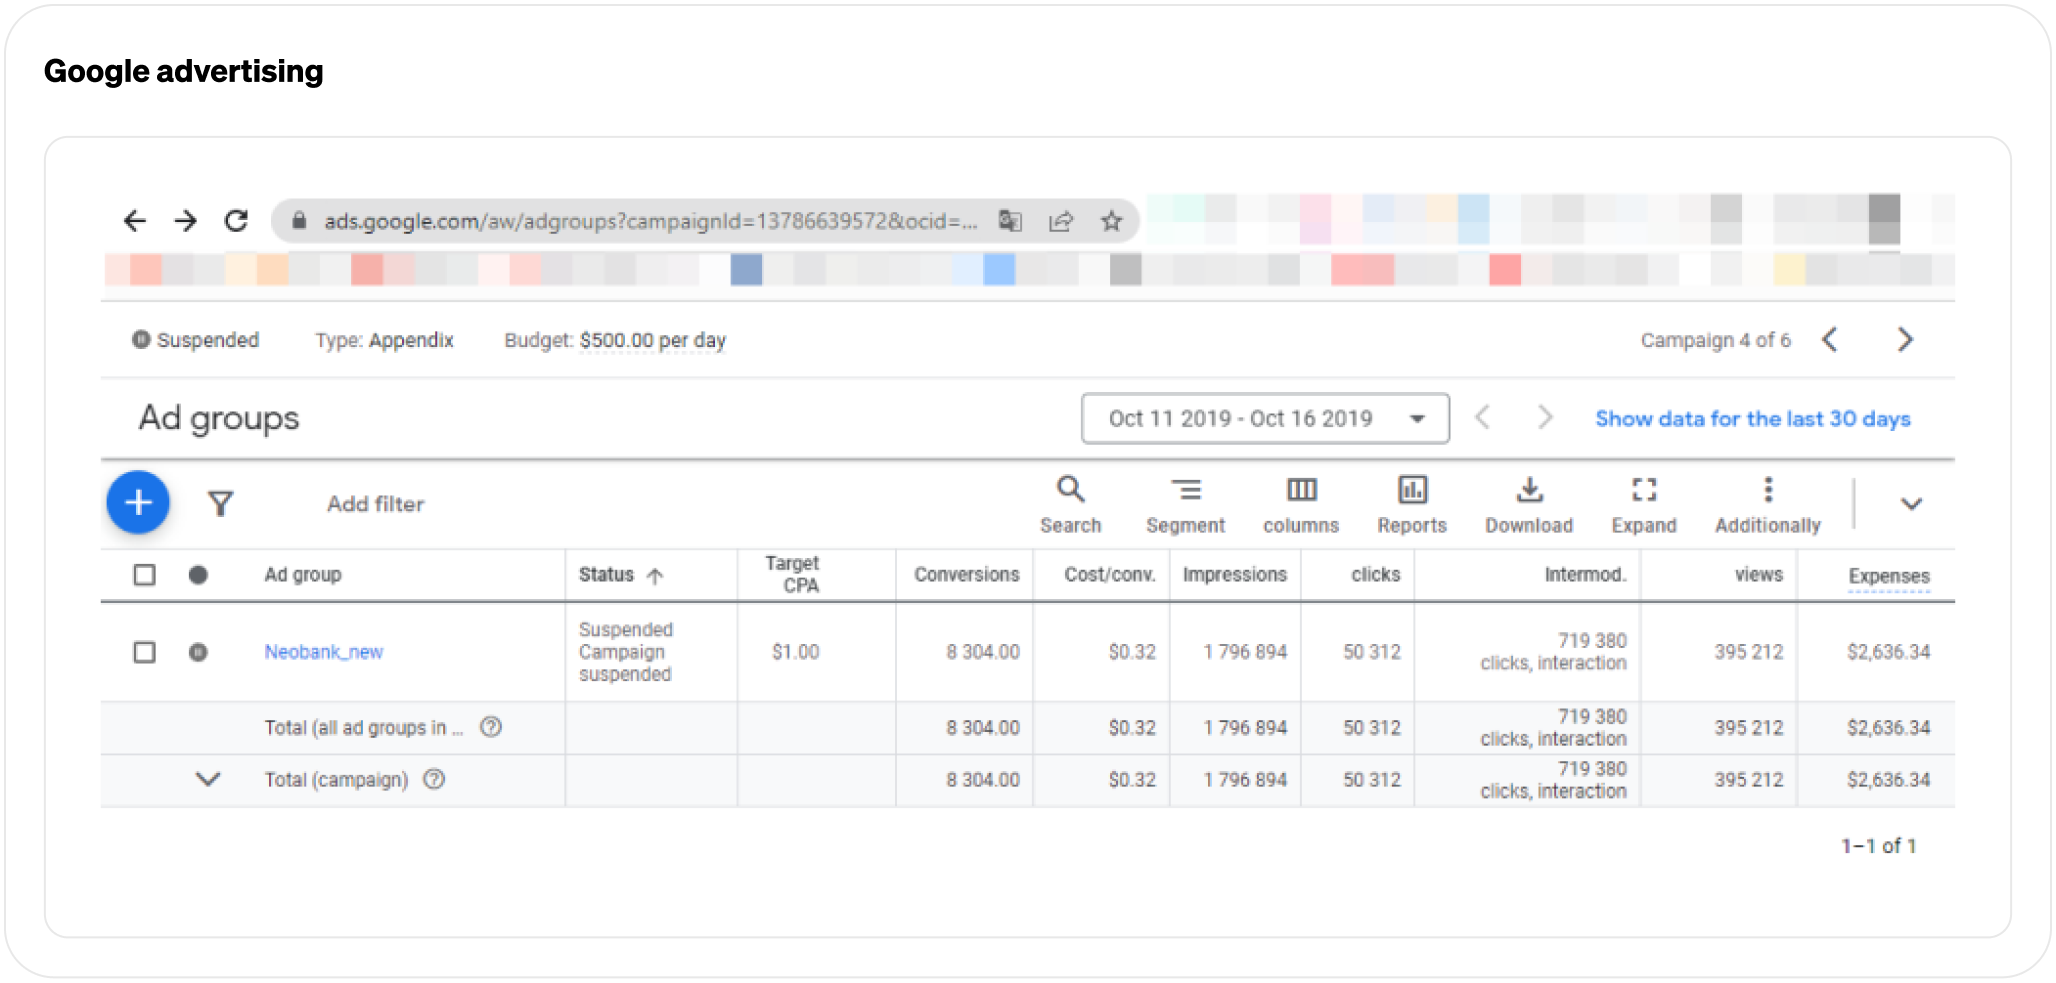 Google advertising
ads.google.com/aw/adgroups?campaignId=13786639572&ocid=...
Suspended Type: Appendix Budget: $500.00 per day Campaign 4 of 6
Ad groups Oct 11 2019 - Oct 16 2019 Show data for the last 30 days
Add filter Search Segment columns Reports Download Expand Additionally
Ad group Status Target CPA Conversions Cost/conv. Impressions clicks Intermod. views Expenses
Neobank_new Suspended Campaign suspended $1.00 8 304.00 $0.32 1 796 894 50 312 719 380 clicks, interaction 395 212 $2,636.34
Total (all ad groups in ... 8 304.00 $0.32 1 796 894 50 312 719 380 clicks, interaction 395 212 $2,636.34
Total (campaign) 8 304.00 $0.32 1 796 894 50 312 719 380 clicks, interaction 395 212 $2,636.34
1–1 of 1